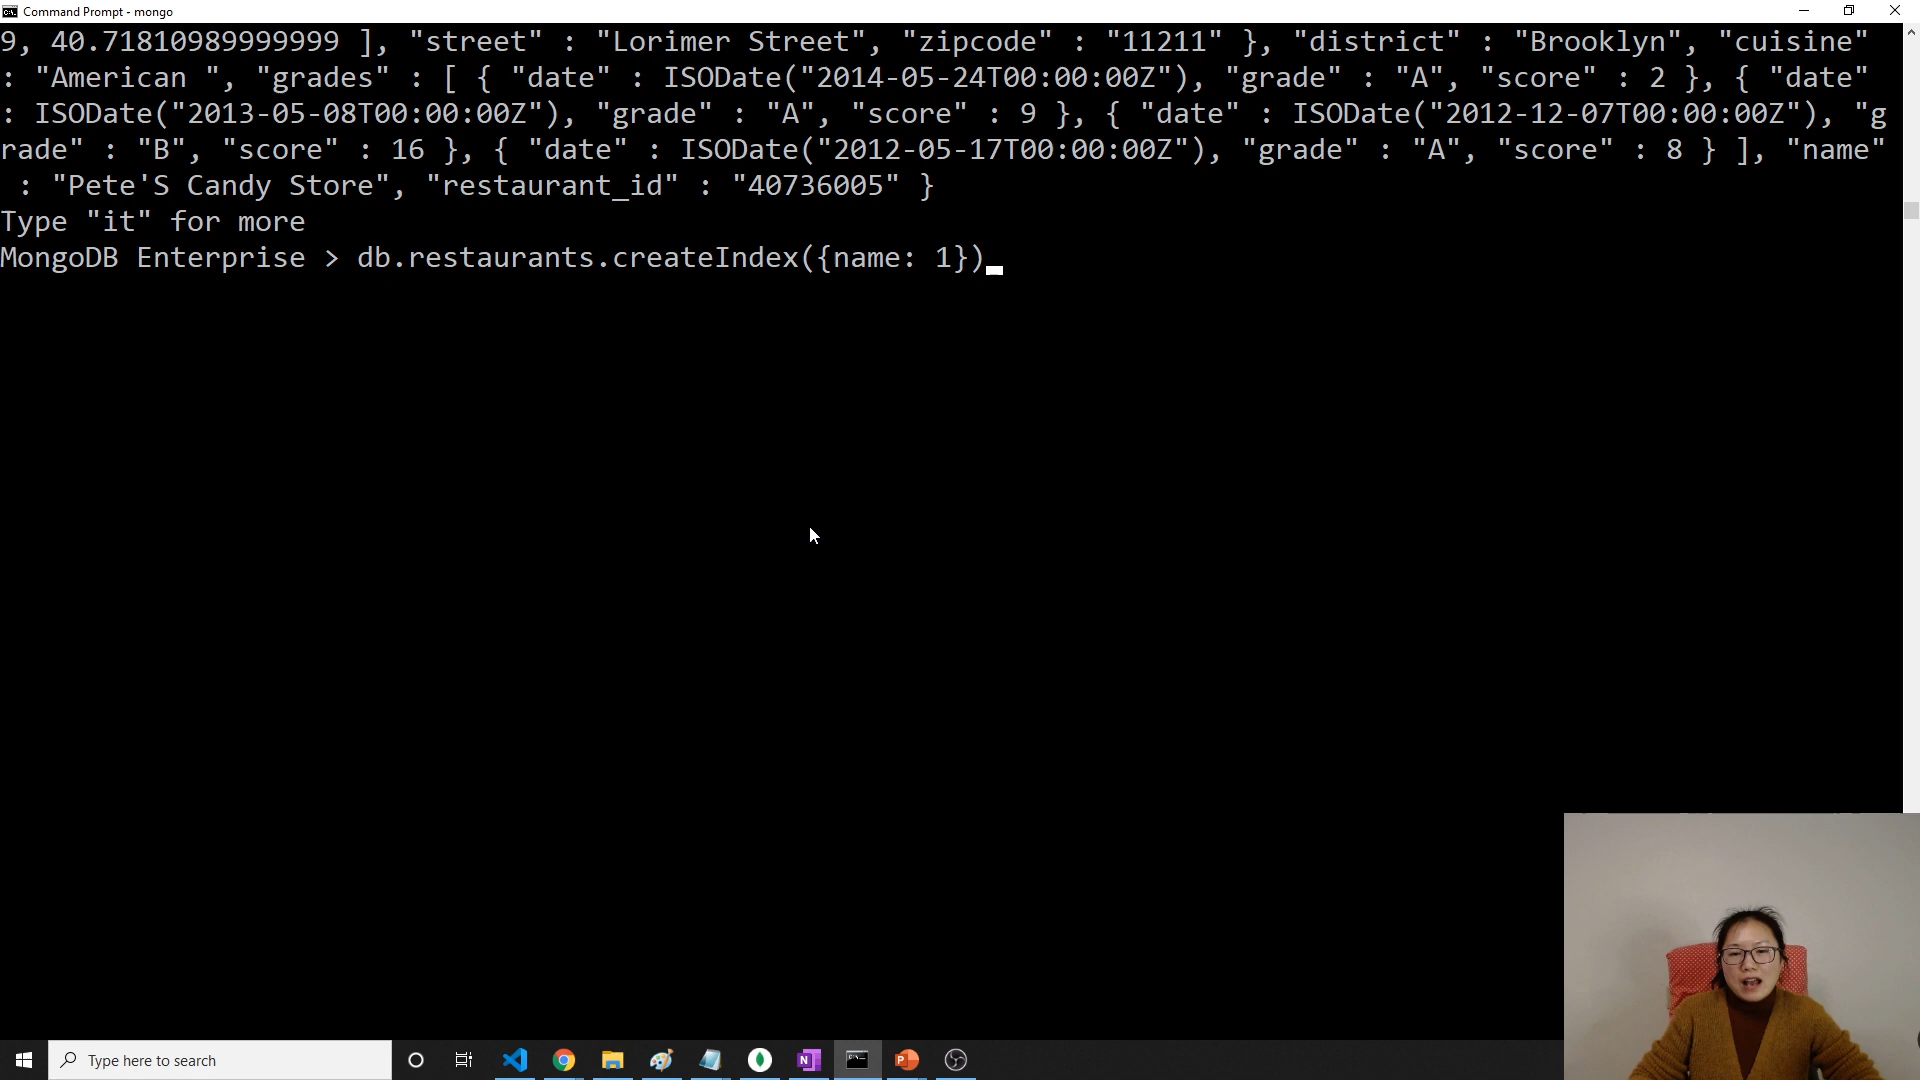 Command Prompt - mongo
9, 40.71810989999999 ], "street" : "Lorimer Street", "zipcode" : "11211" }, "district" : "Brooklyn", "cuisine"
: "American ", "grades" : [ { "date" : ISODate("2014-05-24T00:00:00Z"), "grade" : "A", "score" : 2 }, { "date"
: ISODate("2013-05-08T00:00:00Z"), "grade" : "A", "score" : 9 }, { "date" : ISODate("2012-12-07T00:00:00Z"), "g
rade" : "B", "score" : 16 }, { "date" : ISODate("2012-05-17T00:00:00Z"), "grade" : "A", "score" : 8 } ], "name"
 : "Pete'S Candy Store", "restaurant_id" : "40736005" }
Type "it" for more
MongoDB Enterprise > db.restaurants.createIndex({name: 1})
Type here to search